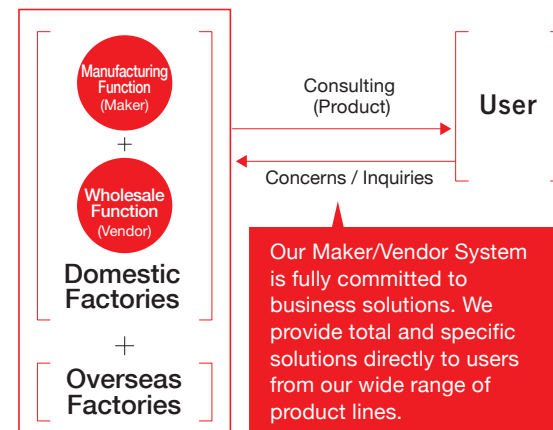 Manufacturing
Function
(Maker)
+
Wholesale
Function
(Vendor)
Domestic
Factories
+
Overseas
Factories
Consulting
(Product)
User
Concerns / Inquiries
Our Maker/Vendor System
is fully committed to
business solutions. We
provide total and specific
solutions directly to users
from our wide range of
product lines.